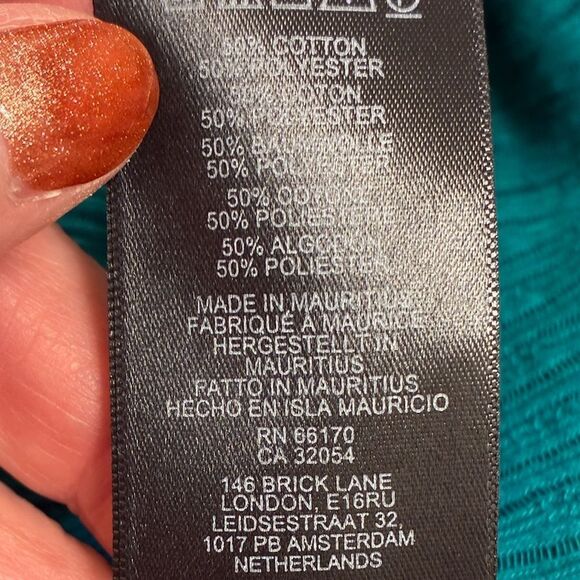 50% COTTON
50% POLYESTER
50% COTON
50% POLYESTER
50% BAUMWOLLE
50% POLYESTER
50% COTONE
50% POLIESTERE
50% ALGODON
50% POLIESTER
MADE IN MAURITIUS
FABRIQUÉ À MAURICE
HERGESTELLT IN
MAURITIUS
FATTO IN MAURITIUS
HECHO EN ISLA MAURICIO
RN 66170
CA 32054
146 BRICK LANE
LONDON, E16RU
LEIDSESTRAAT 32,
1017 PB AMSTERDAM
NETHERLANDS